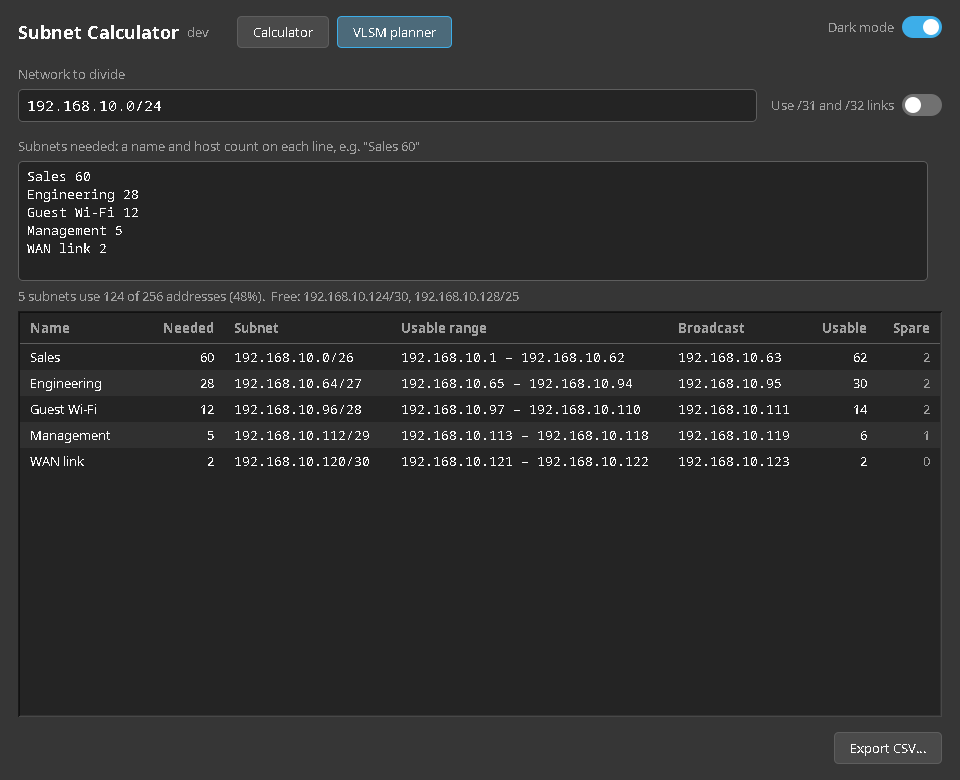 Subnet Calculator dev Calculator VLSM planner Dark mode
Network to divide
192.168.10.0/24 Use /31 and /32 links
Subnets needed: a name and host count on each line, e.g. "Sales 60"
Sales 60
Engineering 28
Guest Wi-Fi 12
Management 5
WAN link 2
5 subnets use 124 of 256 addresses (48%). Free: 192.168.10.124/30, 192.168.10.128/25
Name Needed Subnet Usable range Broadcast Usable Spare
Sales 60 192.168.10.0/26 192.168.10.1 – 192.168.10.62 192.168.10.63 62 2
Engineering 28 192.168.10.64/27 192.168.10.65 – 192.168.10.94 192.168.10.95 30 2
Guest Wi-Fi 12 192.168.10.96/28 192.168.10.97 – 192.168.10.110 192.168.10.111 14 2
Management 5 192.168.10.112/29 192.168.10.113 – 192.168.10.118 192.168.10.119 6 1
WAN link 2 192.168.10.120/30 192.168.10.121 – 192.168.10.122 192.168.10.123 2 0
Export CSV...